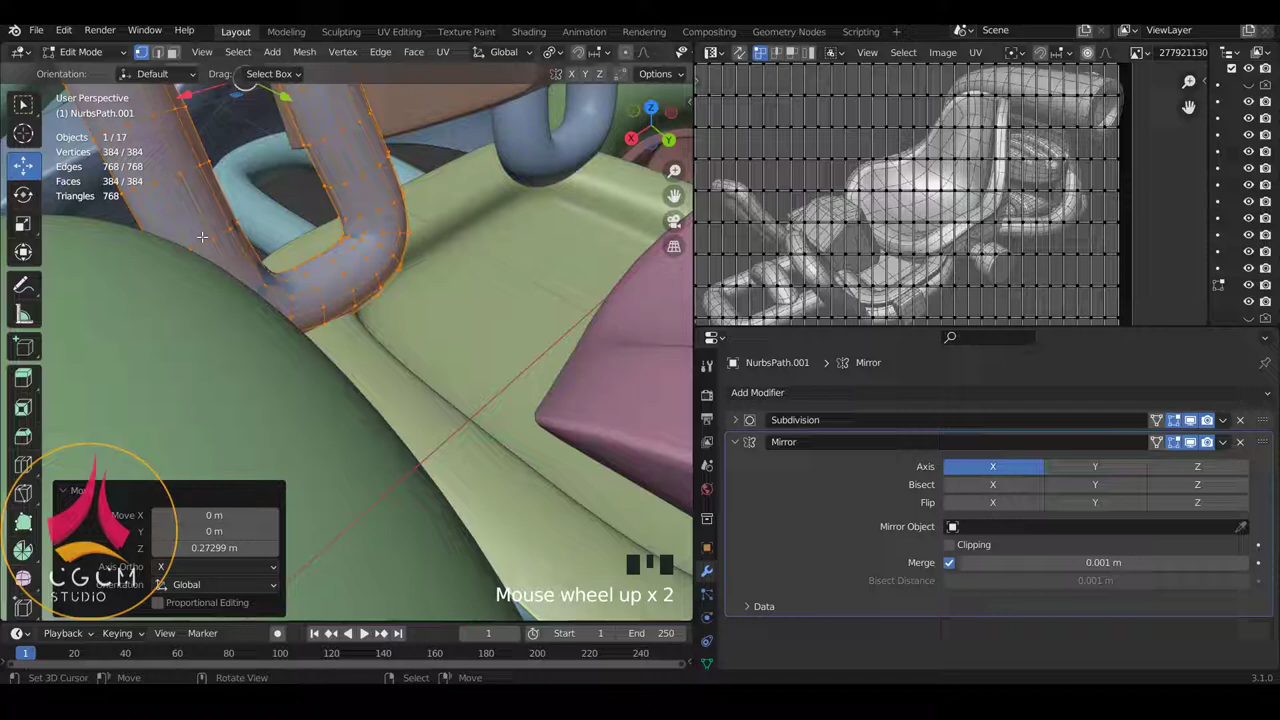 File Edit Render Window Help Layout Modeling Sculpting UV Editing Texture Paint Shading Animation Rendering Compositing Geometry Nodes Scripting Scene ViewLayer
Edit Mode View Select Add Mesh Vertex Edge Face UV Global View Select Image UV 277921130
Orientation: Default Drag: Select Box X Y Z Options
User Perspective
(1) NurbsPath.001
Objects 1 / 17
Vertices 384 / 384
Edges 768 / 768
Faces 384 / 384
Triangles 768
Z
X
Y
NurbsPath.001 Mirror
Add Modifier
Subdivision
Mirror
Axis X Y Z
Bisect X Y Z
Flip X Y Z
Mirror Object
Clipping
Merge 0.001 m
Bisect Distance 0.001 m
Data
Move X 0 m
Y 0 m
Z 0.27299 m
Axis Ortho X
Orientation Global
Proportional Editing
CGCM
STUDIO
Mouse wheel up x 2
Playback Keying View Marker 1 Start 1 End 250
1 20 40 60 80 100 120 140 160 180 200 220 240
Set 3D Cursor Move Rotate View Select Move 3.1.0